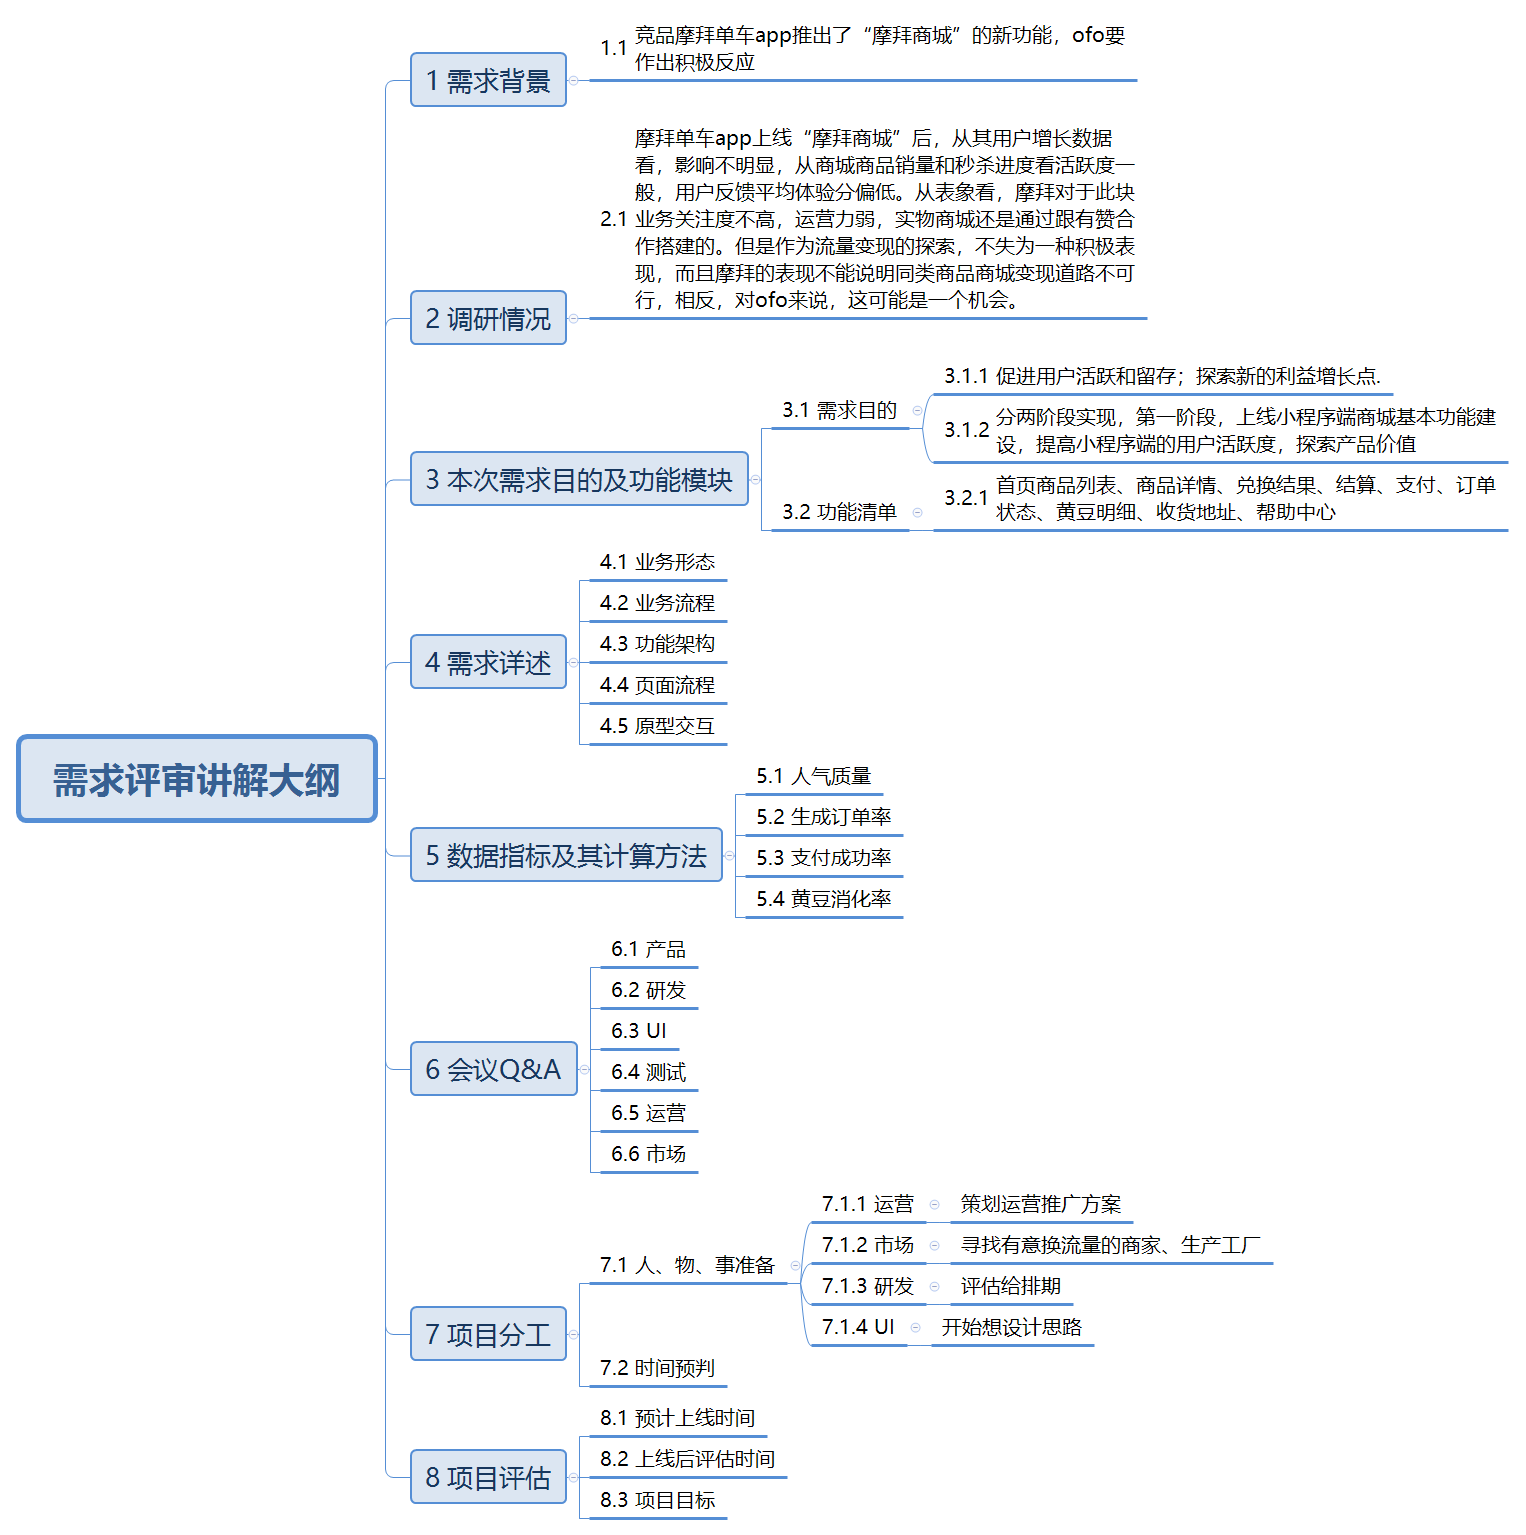 需求评审讲解大纲
1 需求背景
1.1
竞品摩拜单车app推出了“摩拜商城”的新功能，ofo要
作出积极反应
2 调研情况
2.1
摩拜单车app上线“摩拜商城”后，从其用户增长数据
看，影响不明显，从商城商品销量和秒杀进度看活跃度一
般，用户反馈平均体验分偏低。从表象看，摩拜对于此块
业务关注度不高，运营力弱，实物商城还是通过跟有赞合
作搭建的。但是作为流量变现的探索，不失为一种积极表
现，而且摩拜的表现不能说明同类商品商城变现道路不可
行，相反，对ofo来说，这可能是一个机会。
3 本次需求目的及功能模块
3.1 需求目的
3.1.1 促进用户活跃和留存；探索新的利益增长点.
3.1.2
分两阶段实现，第一阶段，上线小程序端商城基本功能建
设，提高小程序端的用户活跃度，探索产品价值
3.2 功能清单
3.2.1
首页商品列表、商品详情、兑换结果、结算、支付、订单
状态、黄豆明细、收货地址、帮助中心
4 需求详述
4.1 业务形态
4.2 业务流程
4.3 功能架构
4.4 页面流程
4.5 原型交互
5 数据指标及其计算方法
5.1 人气质量
5.2 生成订单率
5.3 支付成功率
5.4 黄豆消化率
6 会议Q&A
6.1 产品
6.2 研发
6.3 UI
6.4 测试
6.5 运营
6.6 市场
7 项目分工
7.1 人、物、事准备
7.1.1 运营
策划运营推广方案
7.1.2 市场
寻找有意换流量的商家、生产工厂
7.1.3 研发
评估给排期
7.1.4 UI
开始想设计思路
7.2 时间预判
8 项目评估
8.1 预计上线时间
8.2 上线后评估时间
8.3 项目目标